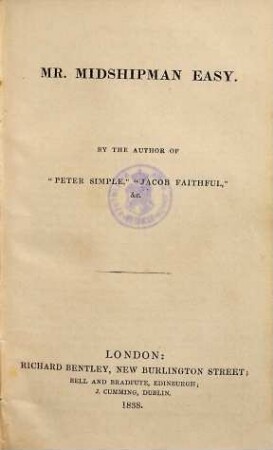 MR. MIDSHIPMAN EASY.
BY THE AUTHOR OF
"PETER SIMPLE," "JACOB FAITHFUL,"
&c.
LONDON:
RICHARD BENTLEY, NEW BURLINGTON STREET;
BELL AND BRADFUTE, EDINBURGH;
J. CUMMING, DUBLIN.
1838.